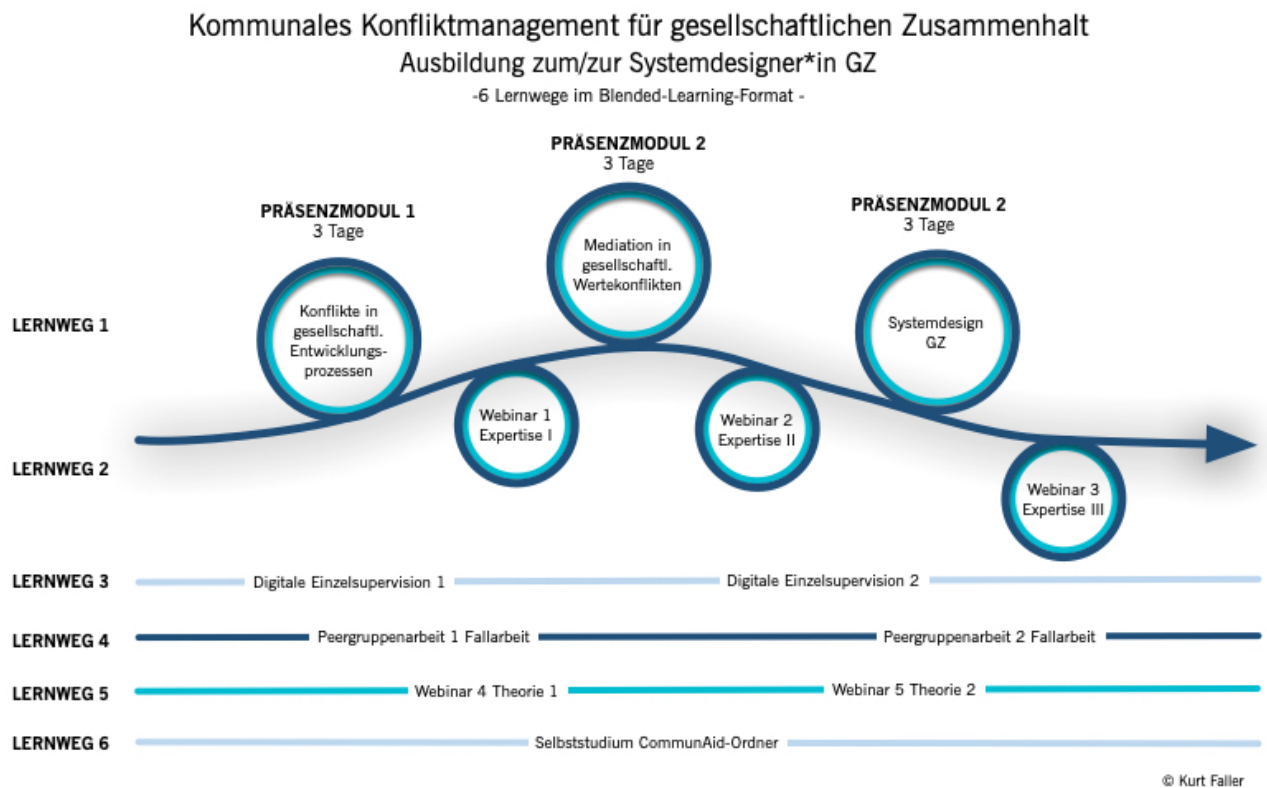 Kommunales Konfliktmanagement für gesellschaftlichen Zusammenhalt
Ausbildung zum/zur Systemdesigner*in GZ
-6 Lernwege im Blended-Learning-Format -
PRÄSENZMODUL 1
3 Tage
PRÄSENZMODUL 2
3 Tage
PRÄSENZMODUL 2
3 Tage
LERNWEG 1
Konflikte in
gesellschaftl.
Entwicklungs-
prozessen
Mediation in
gesellschaftl.
Wertekonflikten
Systemdesign
GZ
LERNWEG 2
Webinar 1
Expertise I
Webinar 2
Expertise II
Webinar 3
Expertise III
LERNWEG 3
Digitale Einzelsupervision 1
Digitale Einzelsupervision 2
LERNWEG 4
Peergruppenarbeit 1 Fallarbeit
Peergruppenarbeit 2 Fallarbeit
LERNWEG 5
Webinar 4 Theorie 1
Webinar 5 Theorie 2
LERNWEG 6
Selbststudium CommunAid-Ordner
© Kurt Faller